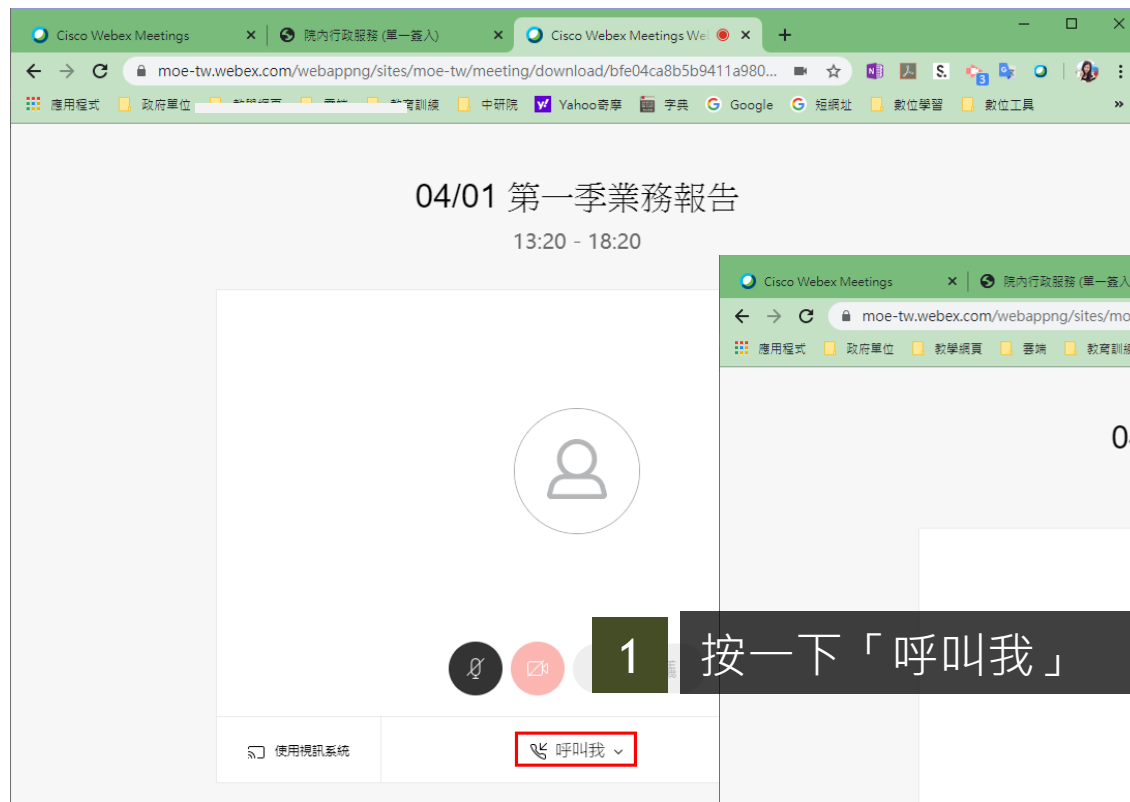 Cisco Webex Meetings
院內行政服務 (單一簽入)
Cisco Webex Meetings We
moe-tw.webex.com/webappng/sites/moe-tw/meeting/download/bfe04ca8b5b9411a980...
應用程式 政府單位 教育訓練 中研院 Yahoo奇摩 字典 Google 短網址 數位學習 數位工具 »
04/01 第一季業務報告
13:20 - 18:20
Cisco Webex Meetings
院內行政服務 (單一簽入
moe-tw.webex.com/webappng/sites/mo
應用程式 政府單位 教學網頁 雲端 教育訓練
04
1 按一下「呼叫我」
使用視訊系統
呼叫我